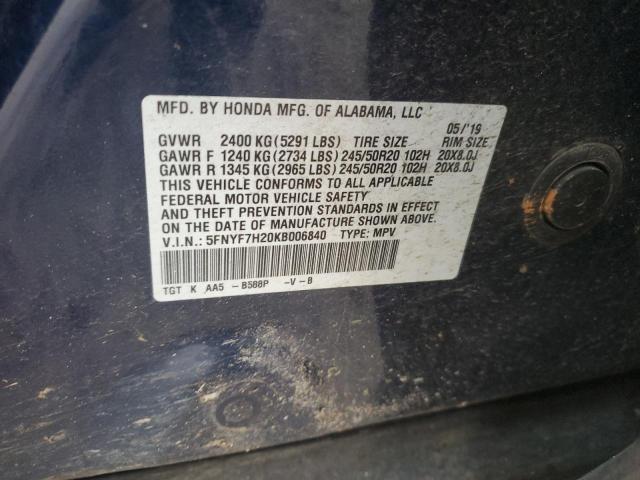 MFD. BY HONDA MFG. OF ALABAMA, LLC 05/'19
GVWR 2400 KG (5291 LBS) TIRE SIZE RIM SIZE
GAWR F 1240 KG (2734 LBS) 245/50R20 102H 20X8.0J
GAWR R 1345 KG (2965 LBS) 245/50R20 102H 20X8.0J
THIS VEHICLE CONFORMS TO ALL APPLICABLE
FEDERAL MOTOR VEHICLE SAFETY
AND THEFT PREVENTION STANDARDS IN EFFECT
ON DATE OF MANUFACTURE SHOWN ABOVE.
V.I.N.: 5FNYF7H20KB006840 TYPE: MPV
TGT K AA5 -B588P -V-B